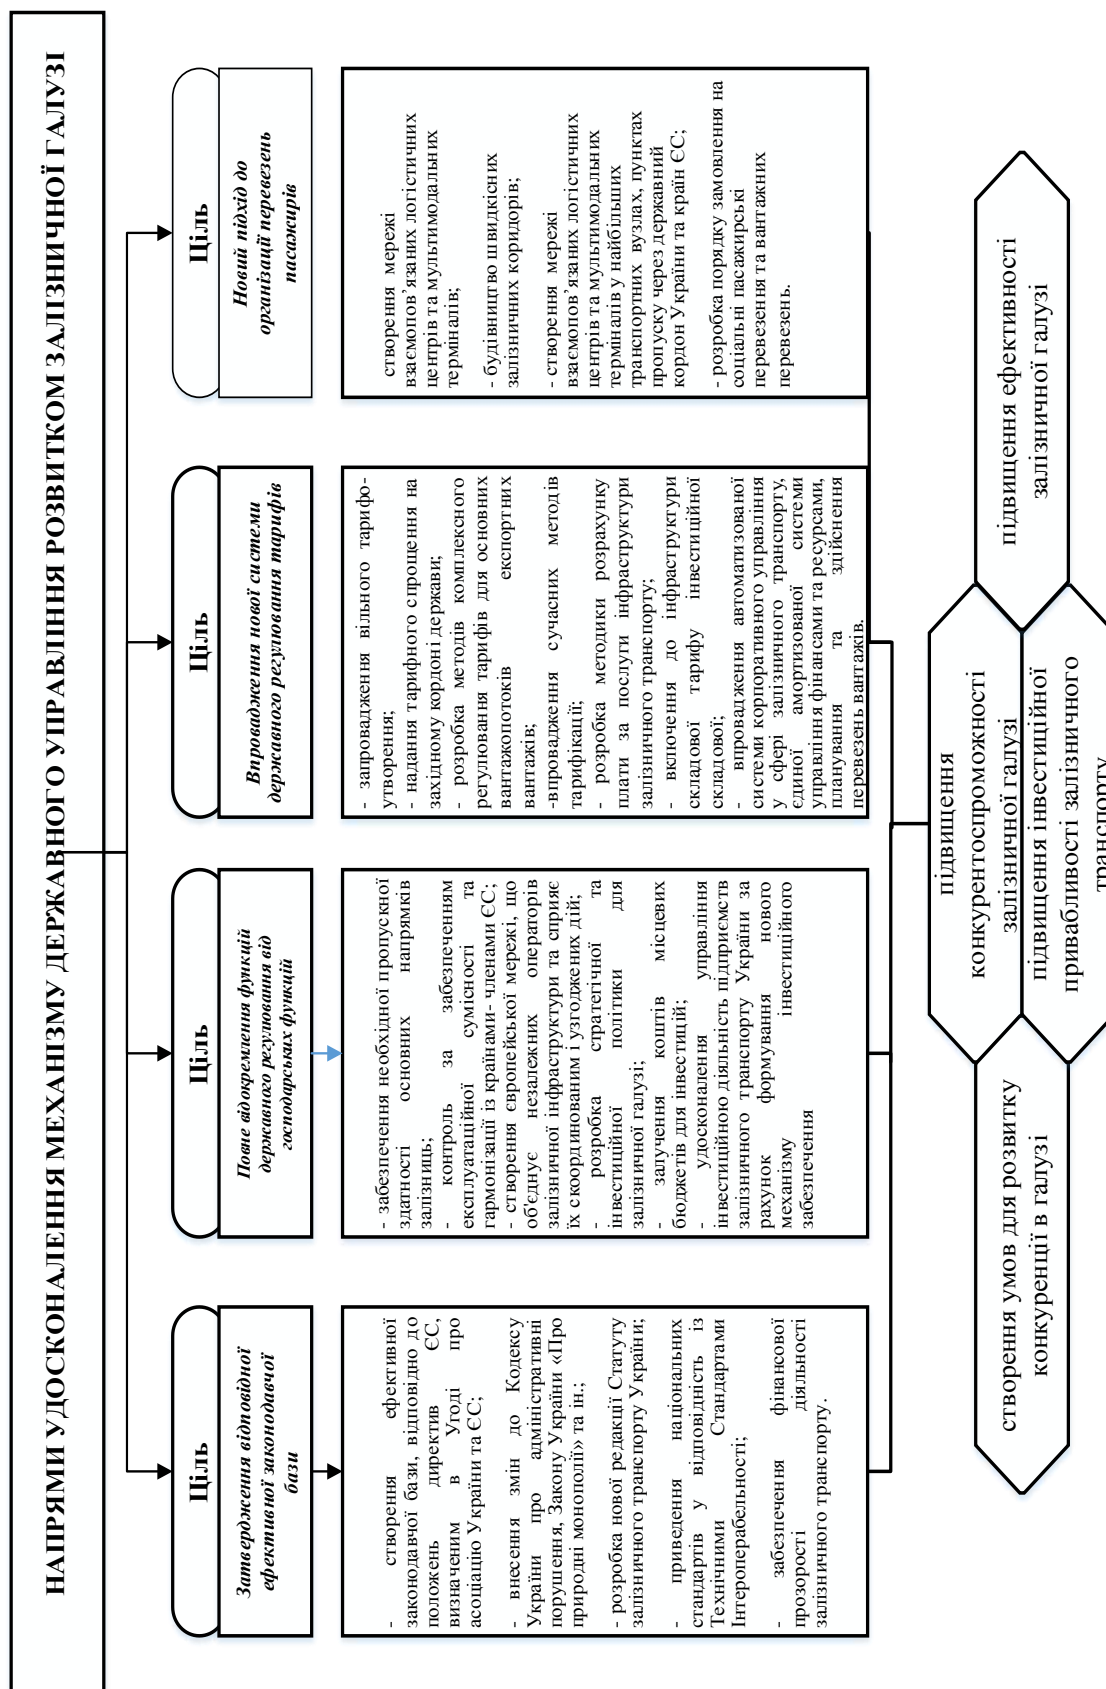 НАПРЯМИ УДОСКОНАЛЕННЯ МЕХАНІЗМУ ДЕРЖАВНОГО УПРАВЛІННЯ РОЗВИТКОМ ЗАЛІЗНИЧНОЇ ГАЛУЗІ
Ціль
Затвердження відповідної
ефективної законодавчої
бази
- створення ефективної
законодавчої бази, відповідно до
положень директив ЄС,
визначеним в Угоді про
асоціацію України та ЄС;
- внесення змін до Кодексу
України про адміністративні
порушення, Закону України «Про
природні монополії» та ін.;
- розробка нової редакції Статуту
залізничного транспорту України;
- приведення національних
стандартів у відповідність із
Технічними Стандартами
Інтероперабельності;
- забезпечення фінансової
прозорості діяльності
залізничного транспорту.
Ціль
Повне відокремлення функцій
державного регулювання від
господарських функцій
- забезпечення необхідної пропускної
здатності основних напрямків
залізниць;
- контроль за забезпеченням
експлуатаційної сумісності та
гармонізації із країнами-членами ЄС;
- створення європейської мережі, що
об'єднує незалежних операторів
залізничної інфраструктури та сприяє
їх скоординованим і узгоджених дій;
- розробка стратегічної та
інвестиційної політики для
залізничної галузі;
- залучення коштів місцевих
бюджетів для інвестицій;
- удосконалення управління
інвестиційною діяльність підприємств
залізничного транспорту України за
рахунок формування нового
механізму інвестиційного
забезпечення
Ціль
Впровадження нової системи
державного регулювання тарифів
- запровадження вільного тарифо-
утворення;
- надання тарифного спрощення на
західному кордоні держави;
- розробка методів комплексного
регулювання тарифів для основних
вантажопотоків експортних
вантажів;
-впровадження сучасних методів
тарифікації;
- розробка методики розрахунку
плати за послуги інфраструктури
залізничного транспорту;
- включення до інфраструктури
складової тарифу інвестиційної
складової;
- впровадження автоматизованої
системи корпоративного управління
у сфері залізничного транспорту,
єдиної амортизованої системи
управління фінансами та ресурсами,
планування та здійснення
перевезень вантажів.
Ціль
Новий підхід до
організації перевезень
пасажирів
створення мережі
взаємопов'язаних логістичних
центрів та мультимодальних
терміналів;
- будівництво швидкісних
залізничних коридорів;
- створення мережі
взаємопов'язаних логістичних
центрів та мультимодальних
терміналів у найбільших
транспортних вузлах, пунктах
пропуску через державний
кордон України та країн ЄС;
- розробка порядку замовлення на
соціальні пасажирські
перевезення та вантажних
перевезень.
створення умов для розвитку
конкуренції в галузі
підвищення
конкурентоспроможності
залізничної галузі
підвищення інвестиційної
привабливості залізничного
транспорту
підвищення ефективності
залізничної галузі